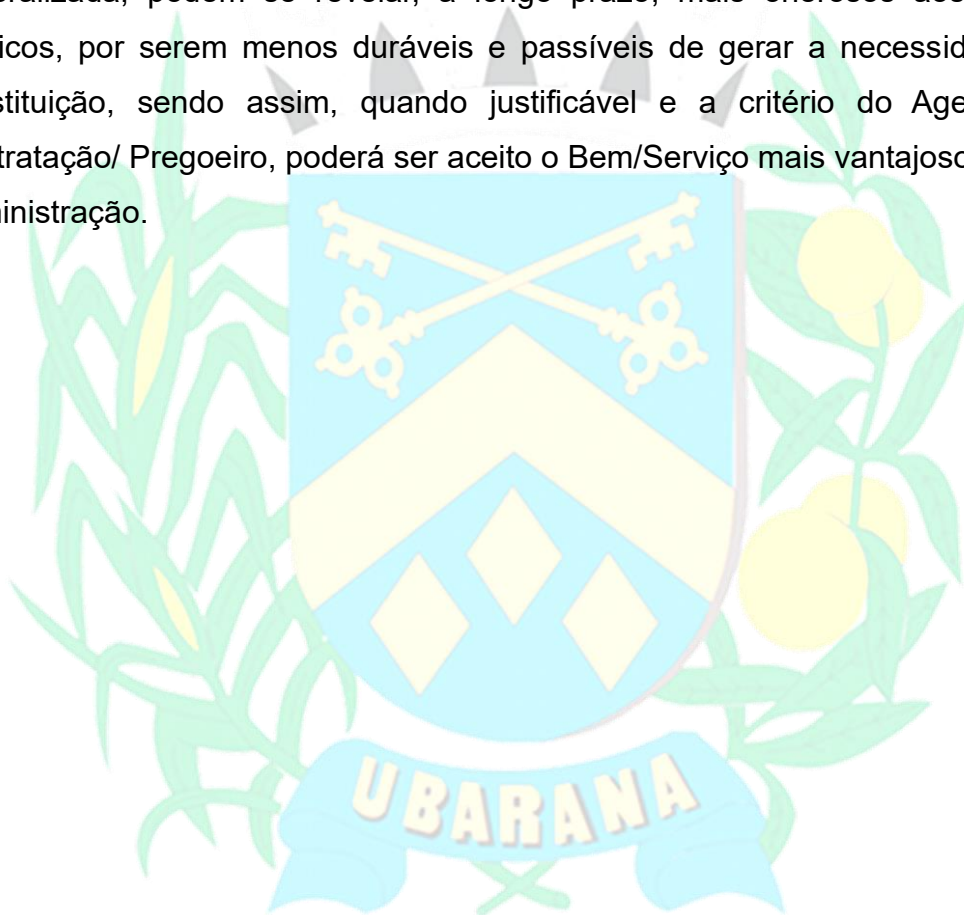 podem se revelar, a longo prazo, mais onerosos
por serem menos duráveis e passíveis de gerar a
sendo assim, quando justificável e a critério do
Pregoeiro, poderá ser aceito o Bem/Serviço mais vantajoso
UBARANA